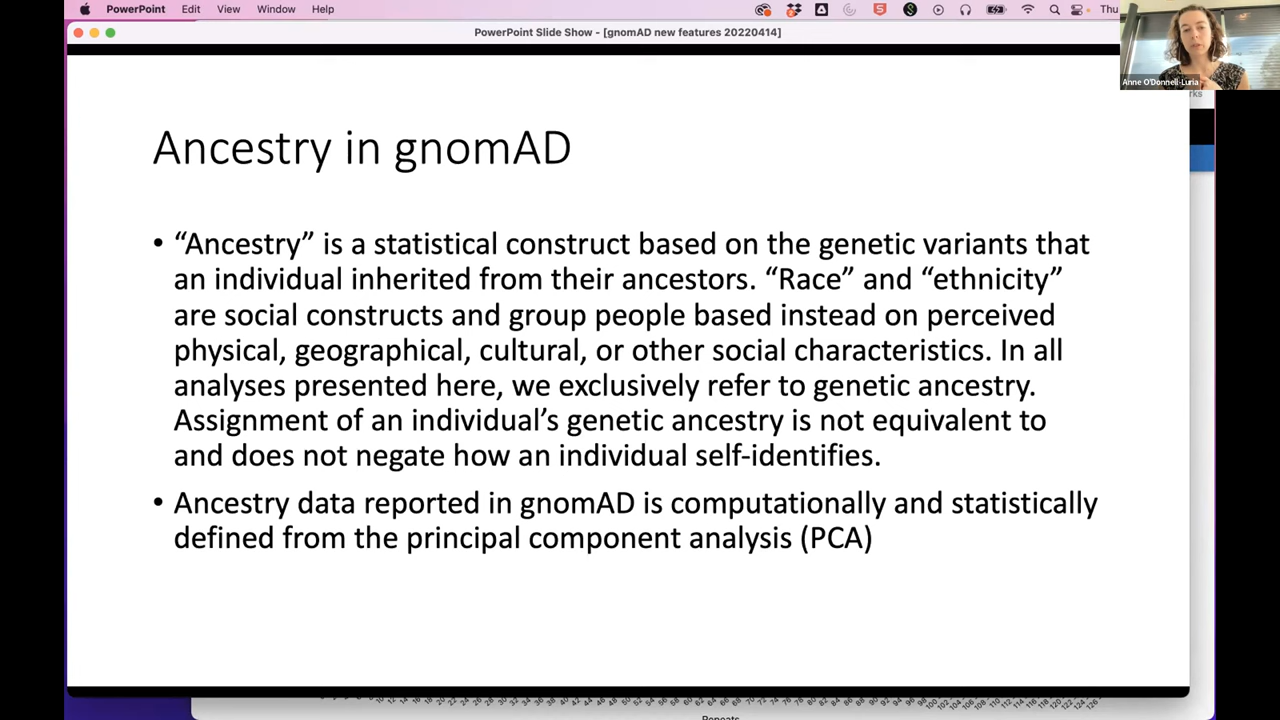 PowerPoint Edit View Window Help
Thu
PowerPoint Slide Show - [gnomAD new features 20220414]
Anne O'Donnell-Luria
rks
Ancestry in gnomAD
• “Ancestry” is a statistical construct based on the genetic variants that
an individual inherited from their ancestors. “Race” and “ethnicity”
are social constructs and group people based instead on perceived
physical, geographical, cultural, or other social characteristics. In all
analyses presented here, we exclusively refer to genetic ancestry.
Assignment of an individual’s genetic ancestry is not equivalent to
and does not negate how an individual self-identifies.
• Ancestry data reported in gnomAD is computationally and statistically
defined from the principal component analysis (PCA)
Repeats